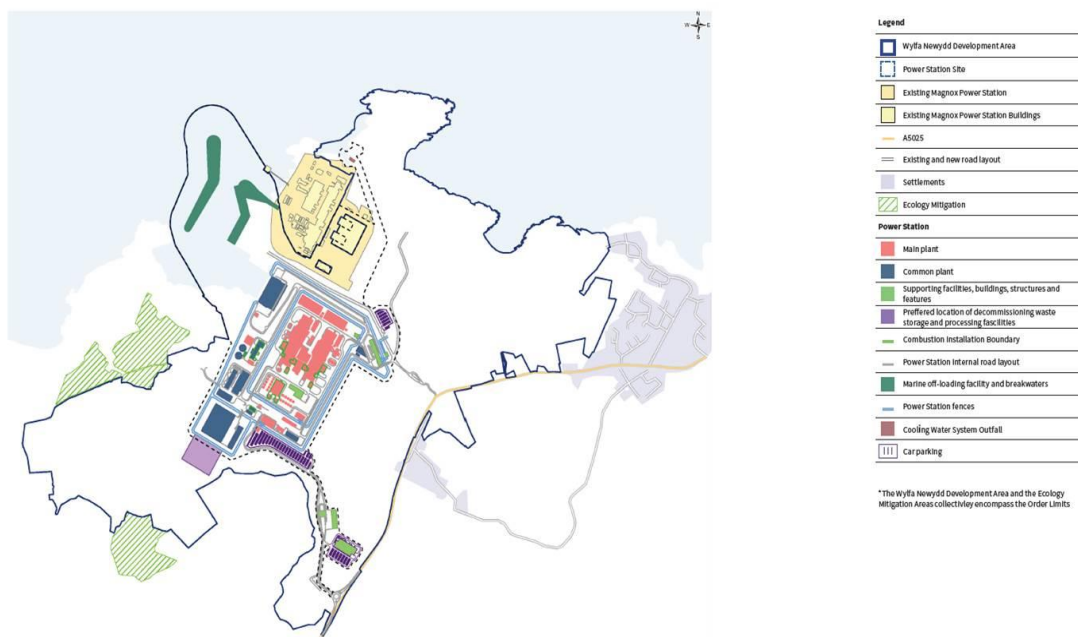 N
W E
S
Legend
Wylfa Newydd Development Area
Power Station Site
Existing Magnox Power Station
Existing Magnox Power Station Buildings
A5025
Existing and new road layout
Settlements
Ecology Mitigation
Power Station
Main plant
Common plant
Supporting facilities, buildings, structures and
features
Preffered location of decommissioning waste
storage and processing fascilities
Combustion Installation Boundary
Power Station Internal road layout
Marine off-loading facility and breakwaters
Power Station fences
Cooling Water System Outfall
Car parking
*The Wylfa Newydd Development Area and the Ecology
Mitigation Areas collectivley encompass the Order Limits